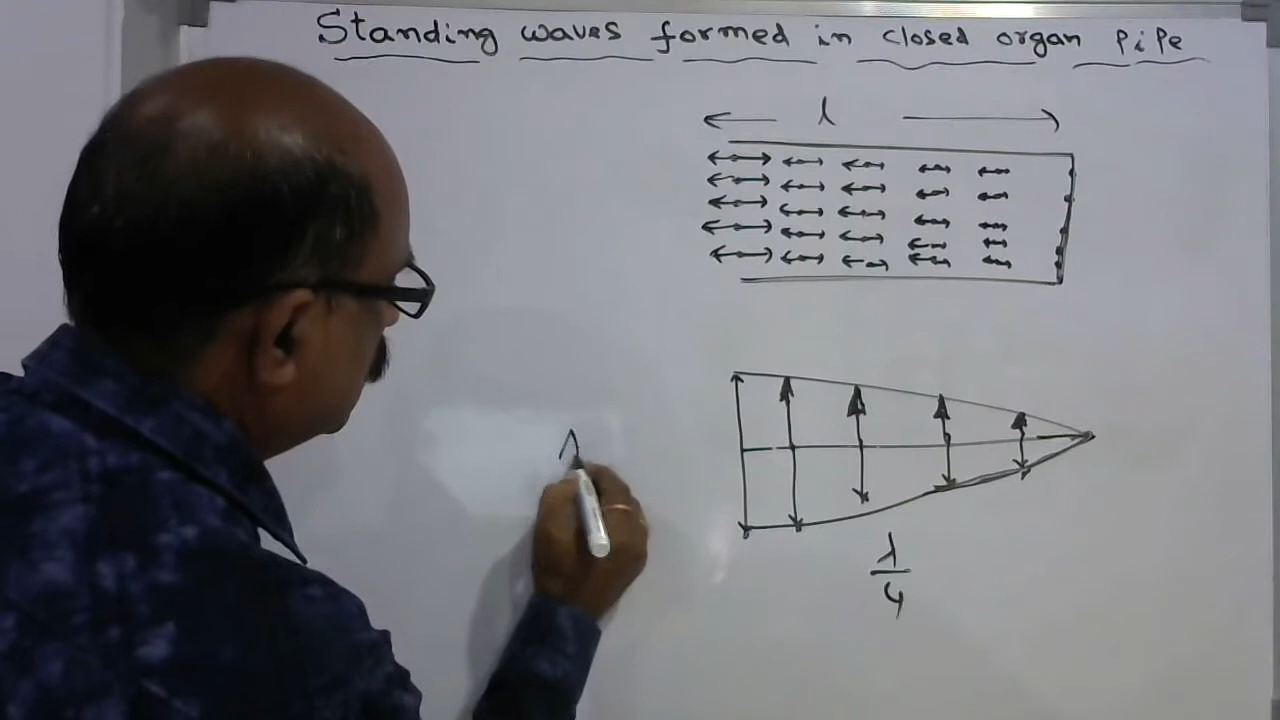 Standing waves formed in closed organ pipe
l
λ
4